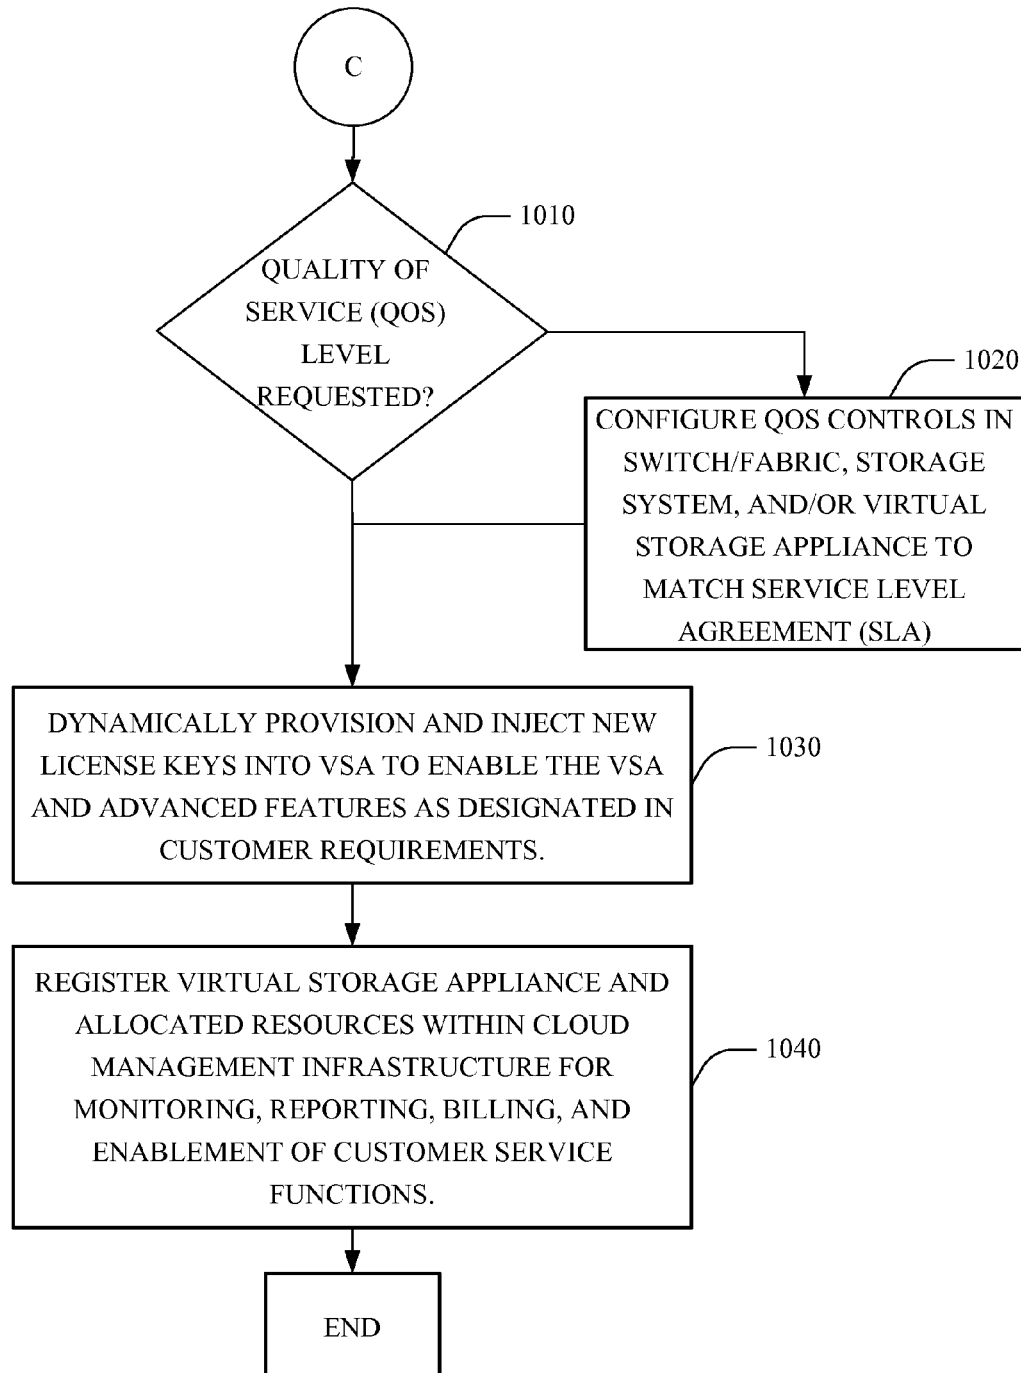 C
1010
QUALITY OF
SERVICE (QOS)
LEVEL
REQUESTED?
1020
CONFIGURE QOS CONTROLS IN
SWITCH/FABRIC, STORAGE
SYSTEM, AND/OR VIRTUAL
STORAGE APPLIANCE TO
MATCH SERVICE LEVEL
AGREEMENT (SLA)
DYNAMICALLY PROVISION AND INJECT NEW
LICENSE KEYS INTO VSA TO ENABLE THE VSA
AND ADVANCED FEATURES AS DESIGNATED IN
CUSTOMER REQUIREMENTS.
1030
REGISTER VIRTUAL STORAGE APPLIANCE AND
ALLOCATED RESOURCES WITHIN CLOUD
MANAGEMENT INFRASTRUCTURE FOR
MONITORING, REPORTING, BILLING, AND
ENABLEMENT OF CUSTOMER SERVICE
FUNCTIONS.
1040
END